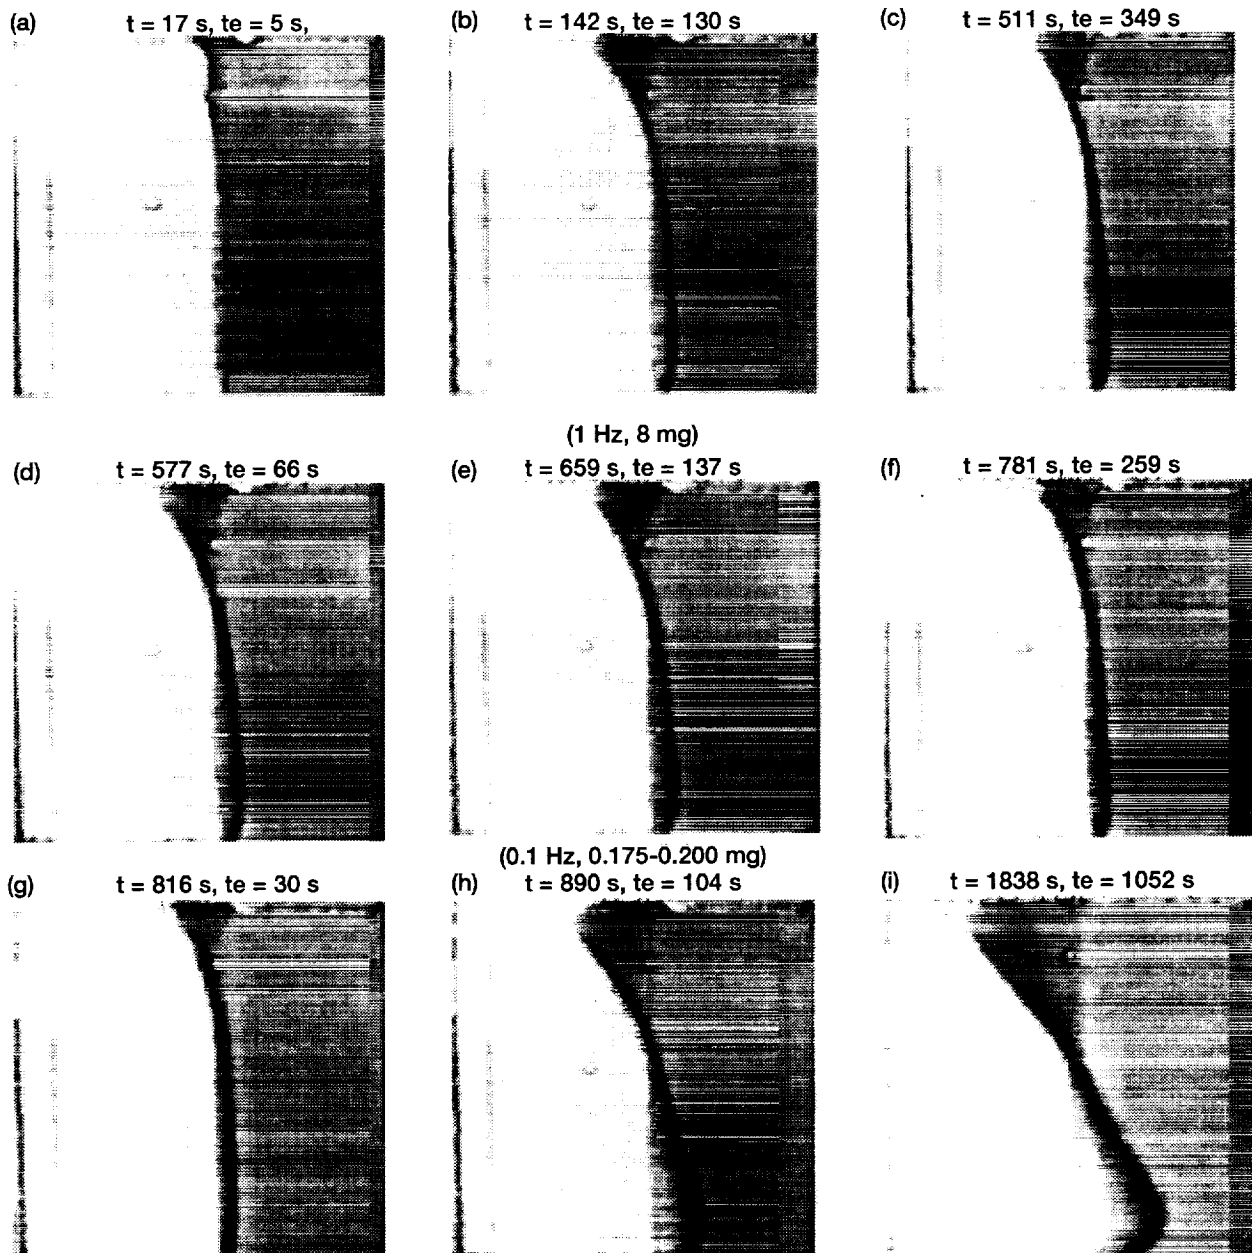 (a) t = 17 s, te = 5 s,
(b) t = 142 s, te = 130 s
(c) t = 511 s, te = 349 s
(1 Hz, 8 mg)
(d) t = 577 s, te = 66 s
(e) t = 659 s, te = 137 s
(f) t = 781 s, te = 259 s
(0.1 Hz, 0.175-0.200 mg)
(g) t = 816 s, te = 30 s
(h) t = 890 s, te = 104 s
(i) t = 1838 s, te = 1052 s